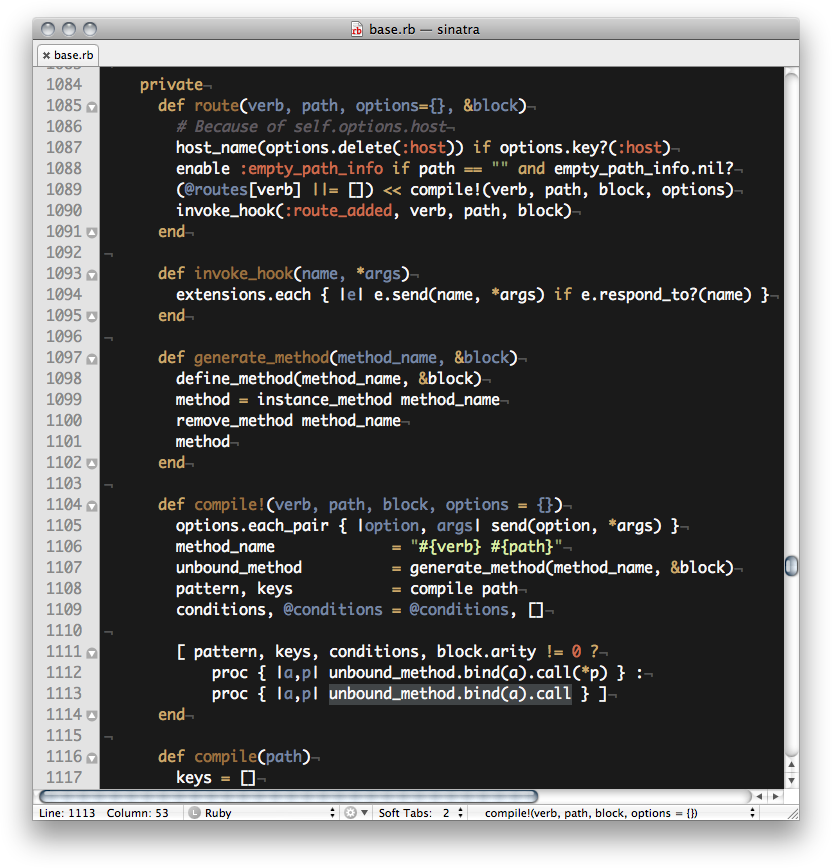 base.rb — sinatra
base.rb
1084 private¬
1085 def route(verb, path, options={}, &block)¬
1086 # Because of self.options.host¬
1087 host_name(options.delete(:host)) if options.key?(:host)¬
1088 enable :empty_path_info if path == "" and empty_path_info.nil?¬
1089 (@routes[verb] ||= []) << compile!(verb, path, block, options)¬
1090 invoke_hook(:route_added, verb, path, block)¬
1091 end¬
1092 ¬
1093 def invoke_hook(name, *args)¬
1094 extensions.each { |e| e.send(name, *args) if e.respond_to?(name) }¬
1095 end¬
1096 ¬
1097 def generate_method(method_name, &block)¬
1098 define_method(method_name, &block)¬
1099 method = instance_method method_name¬
1100 remove_method method_name¬
1101 method¬
1102 end¬
1103 ¬
1104 def compile!(verb, path, block, options = {})¬
1105 options.each_pair { |option, args| send(option, *args) }¬
1106 method_name = "#{verb} #{path}"¬
1107 unbound_method = generate_method(method_name, &block)¬
1108 pattern, keys = compile path¬
1109 conditions, @conditions = @conditions, []¬
1110 ¬
1111 [ pattern, keys, conditions, block.arity != 0 ?¬
1112 proc { |a,p| unbound_method.bind(a).call(*p) } :¬
1113 proc { |a,p| unbound_method.bind(a).call } ]¬
1114 end¬
1115 ¬
1116 def compile(path)¬
1117 keys = []¬
Line: 1113 Column: 53 L Ruby Soft Tabs: 2 compile!(verb, path, block, options = {})